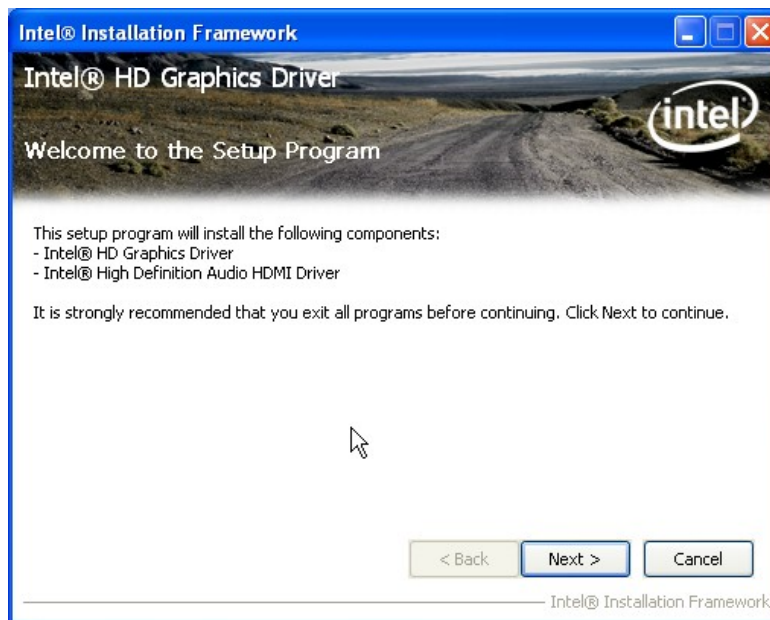 Intel® Installation Framework
Intel® HD Graphics Driver
intel
Welcome to the Setup Program
This setup program will install the following components:
- Intel® HD Graphics Driver
- Intel® High Definition Audio HDMI Driver
It is strongly recommended that you exit all programs before continuing. Click Next to continue.
< Back Next > Cancel
Intel® Installation Framework